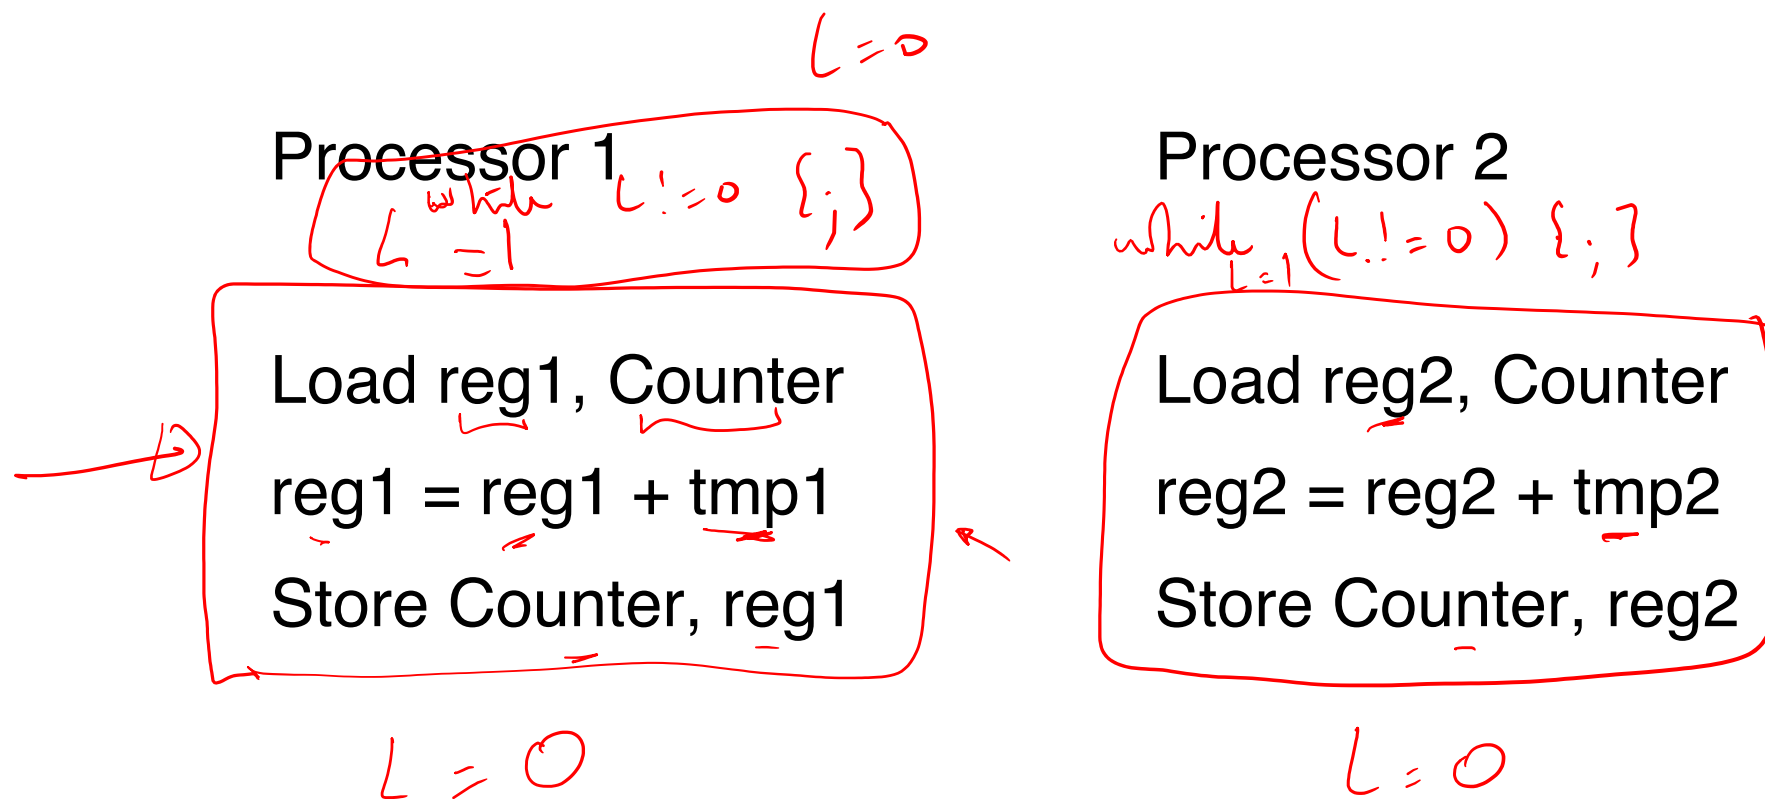 L=0
Processor 1
while L!=0 {;}
L=1
Load reg1, Counter
reg1 = reg1 + tmp1
Store Counter, reg1
L=0
Processor 2
while (L!=0) {;}
L=1
Load reg2, Counter
reg2 = reg2 + tmp2
Store Counter, reg2
L=0